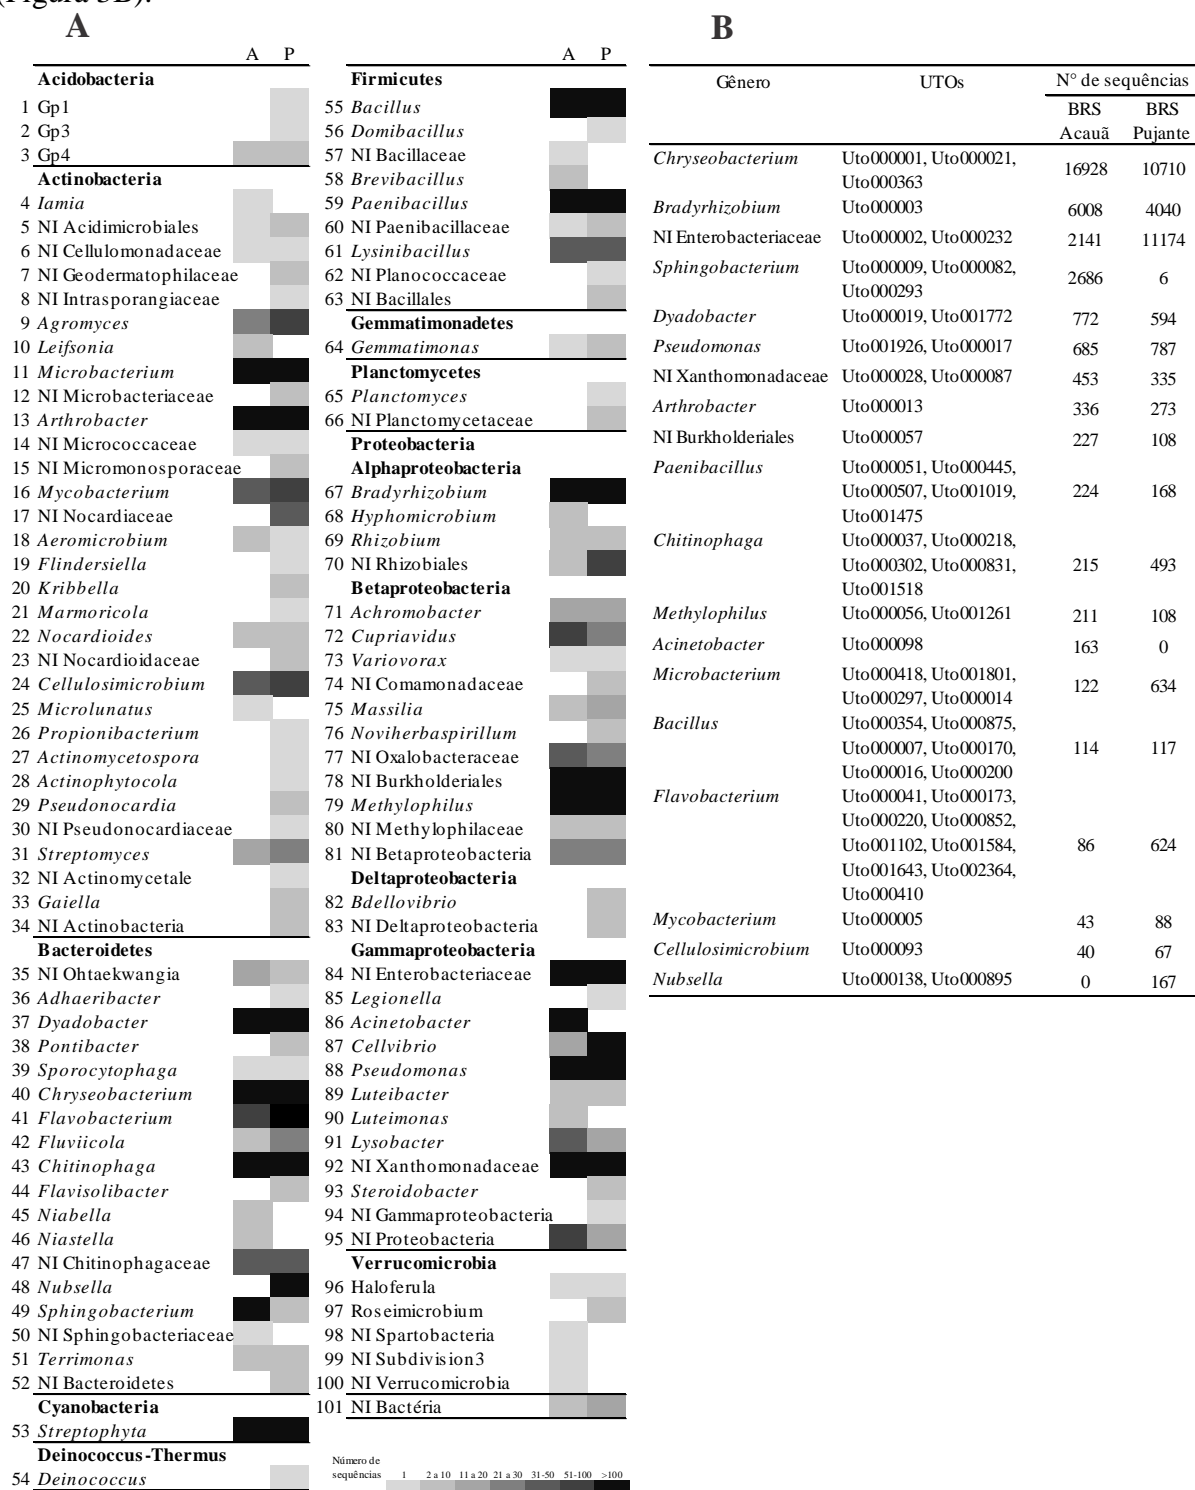 (Figura 3B).
A
A P
Acidobacteria
1 Gp1
2 Gp3
3 Gp4
Actinobacteria
4 Iamia
5 NI Acidimicrobiales
6 NI Cellulomonadaceae
7 NI Geodermatophilaceae
8 NI Intrasporangiaceae
9 Agromyces
10 Leifsonia
11 Microbacterium
12 NI Microbacteriaceae
13 Arthrobacter
14 NI Micrococcaceae
15 NI Micromonosporaceae
16 Mycobacterium
17 NI Nocardiaceae
18 Aeromicrobium
19 Flindersiella
20 Kribbella
21 Marmoricola
22 Nocardioides
23 NI Nocardioidaceae
24 Cellulosimicrobium
25 Microlunatus
26 Propionibacterium
27 Actinomycetospora
28 Actinophytocola
29 Pseudonocardia
30 NI Pseudonocardiaceae
31 Streptomyces
32 NI Actinomycetale
33 Gaiella
34 NI Actinobacteria
Bacteroidetes
35 NI Ohtaekwangia
36 Adhaeribacter
37 Dyadobacter
38 Pontibacter
39 Sporocytophaga
40 Chryseobacterium
41 Flavobacterium
42 Fluviicola
43 Chitinophaga
44 Flavisolibacter
45 Niabella
46 Niastella
47 NI Chitinophagaceae
48 Nubsella
49 Sphingobacterium
50 NI Sphingobacteriaceae
51 Terrimonas
52 NI Bacteroidetes
Cyanobacteria
53 Streptophyta
Deinococcus-Thermus
54 Deinococcus
A P
Firmicutes
55 Bacillus
56 Domibacillus
57 NI Bacillaceae
58 Brevibacillus
59 Paenibacillus
60 NI Paenibacillaceae
61 Lysinibacillus
62 NI Planococcaceae
63 NI Bacillales
Gemmatimonadetes
64 Gemmatimonas
Planctomycetes
65 Planctomyces
66 NI Planctomycetaceae
Proteobacteria
Alphaproteobacteria
67 Bradyrhizobium
68 Hyphomicrobium
69 Rhizobium
70 NI Rhizobiales
Betaproteobacteria
71 Achromobacter
72 Cupriavidus
73 Variovorax
74 NI Comamonadaceae
75 Massilia
76 Noviherbaspirillum
77 NI Oxalobacteraceae
78 NI Burkholderiales
79 Methylophilus
80 NI Methylophilaceae
81 NI Betaproteobacteria
Deltaproteobacteria
82 Bdellovibrio
83 NI Deltaproteobacteria
Gammaproteobacteria
84 NI Enterobacteriaceae
85 Legionella
86 Acinetobacter
87 Cellvibrio
88 Pseudomonas
89 Luteibacter
90 Luteimonas
91 Lysobacter
92 NI Xanthomonadaceae
93 Steroidobacter
94 NI Gammaproteobacteria
95 NI Proteobacteria
Verrucomicrobia
96 Haloferula
97 Roseimicrobium
98 NI Spartobacteria
99 NI Subdivision3
100 NI Verrucomicrobia
101 NI Bactéria
Número de
sequências 1 2 a 10 11 a 20 21 a 30 31-50 51-100 >100
B
Gênero UTOs N° de sequências
BRS BRS
Acauã Pujante
Chryseobacterium Uto000001, Uto000021,
Uto000363 16928 10710
Bradyrhizobium Uto000003 6008 4040
NI Enterobacteriaceae Uto000002, Uto000232 2141 11174
Sphingobacterium Uto000009, Uto000082,
Uto000293 2686 6
Dyadobacter Uto000019, Uto001772 772 594
Pseudomonas Uto001926, Uto000017 685 787
NI Xanthomonadaceae Uto000028, Uto000087 453 335
Arthrobacter Uto000013 336 273
NI Burkholderiales Uto000057 227 108
Paenibacillus Uto000051, Uto000445,
Uto000507, Uto001019, 224 168
Uto001475
Chitinophaga Uto000037, Uto000218,
Uto000302, Uto000831, 215 493
Uto001518
Methylophilus Uto000056, Uto001261 211 108
Acinetobacter Uto000098 163 0
Microbacterium Uto000418, Uto001801,
Uto000297, Uto000014 122 634
Bacillus Uto000354, Uto000875,
Uto000007, Uto000170, 114 117
Uto000016, Uto000200
Flavobacterium Uto000041, Uto000173,
Uto000220, Uto000852,
Uto001102, Uto001584, 86 624
Uto001643, Uto002364,
Uto000410
Mycobacterium Uto000005 43 88
Cellulosimicrobium Uto000093 40 67
Nubsella Uto000138, Uto000895 0 167